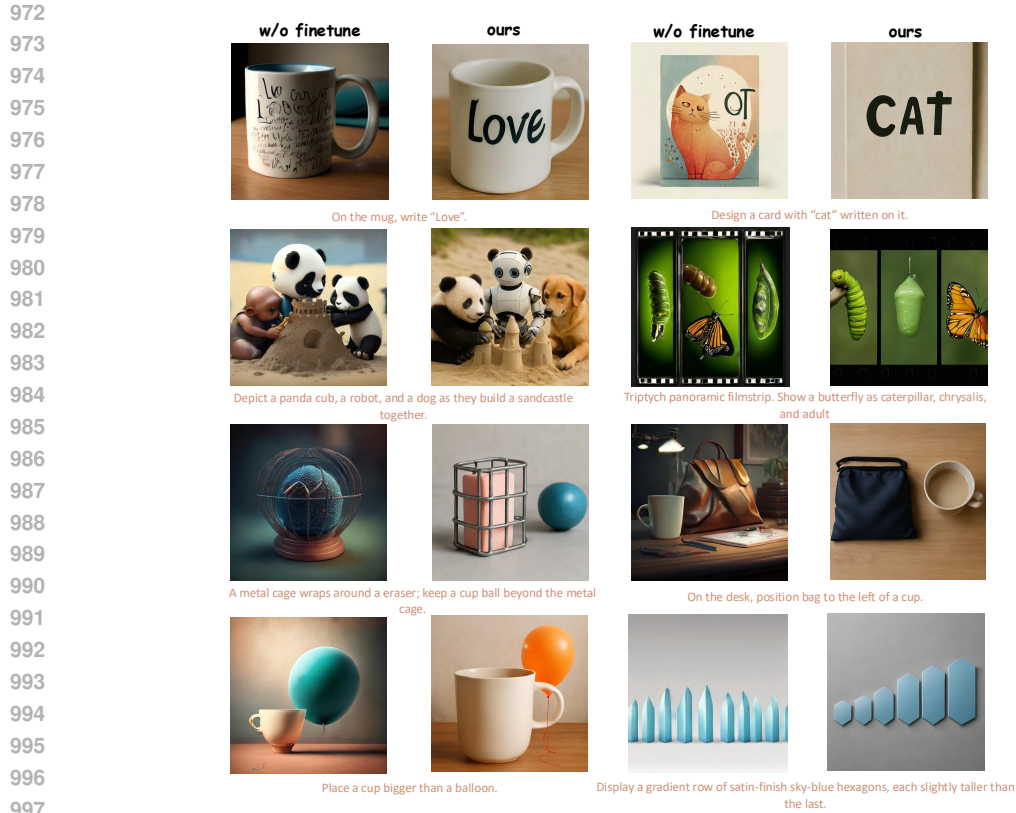 972
973
974
975
976
977
978
979
980
981
982
983
984
985
986
987
988
989
990
991
992
993
994
995
996
997
w/o finetune ours w/o finetune ours
Love OT CAT
On the mug, write “Love”. Design a card with “cat” written on it.
Depict a panda cub, a robot, and a dog as they build a sandcastle
together.
Triptych panoramic filmstrip. Show a butterfly as caterpillar, chrysalis,
and adult
A metal cage wraps around a eraser; keep a cup ball beyond the metal
cage.
On the desk, position bag to the left of a cup.
Place a cup bigger than a balloon.
Display a gradient row of satin-finish sky-blue hexagons, each slightly taller than
the last.